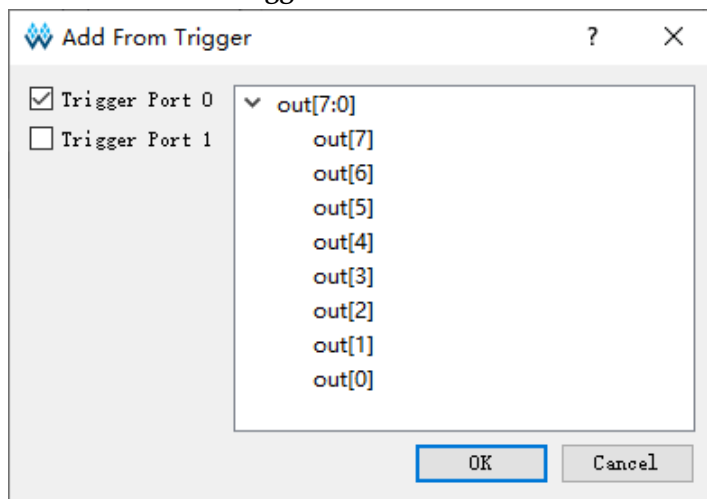 Add From Trigger ?
Trigger Port 0
Trigger Port 1
out[7:0]
out[7]
out[6]
out[5]
out[4]
out[3]
out[2]
out[1]
out[0]
OK Cancel